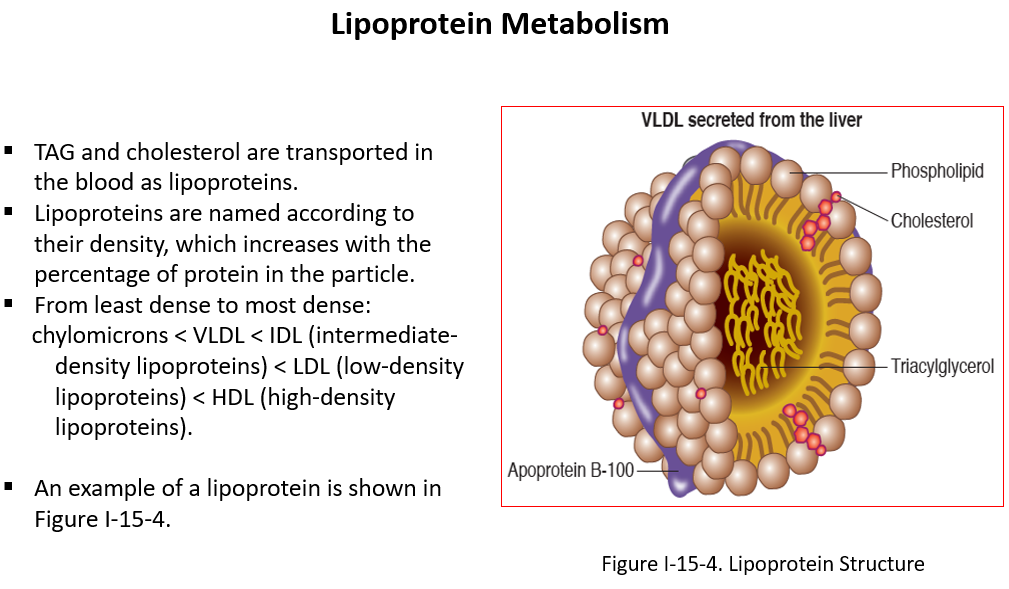 Lipoprotein Metabolism
▪ TAG and cholesterol are transported in
the blood as lipoproteins.
▪ Lipoproteins are named according to
their density, which increases with the
percentage of protein in the particle.
▪ From least dense to most dense:
chylomicrons < VLDL < IDL (intermediate-
density lipoproteins) < LDL (low-density
lipoproteins) < HDL (high-density
lipoproteins).
▪ An example of a lipoprotein is shown in
Figure I-15-4.
VLDL secreted from the liver
Phospholipid
Cholesterol
Triacylglycerol
Apoprotein B-100
Figure I-15-4. Lipoprotein Structure